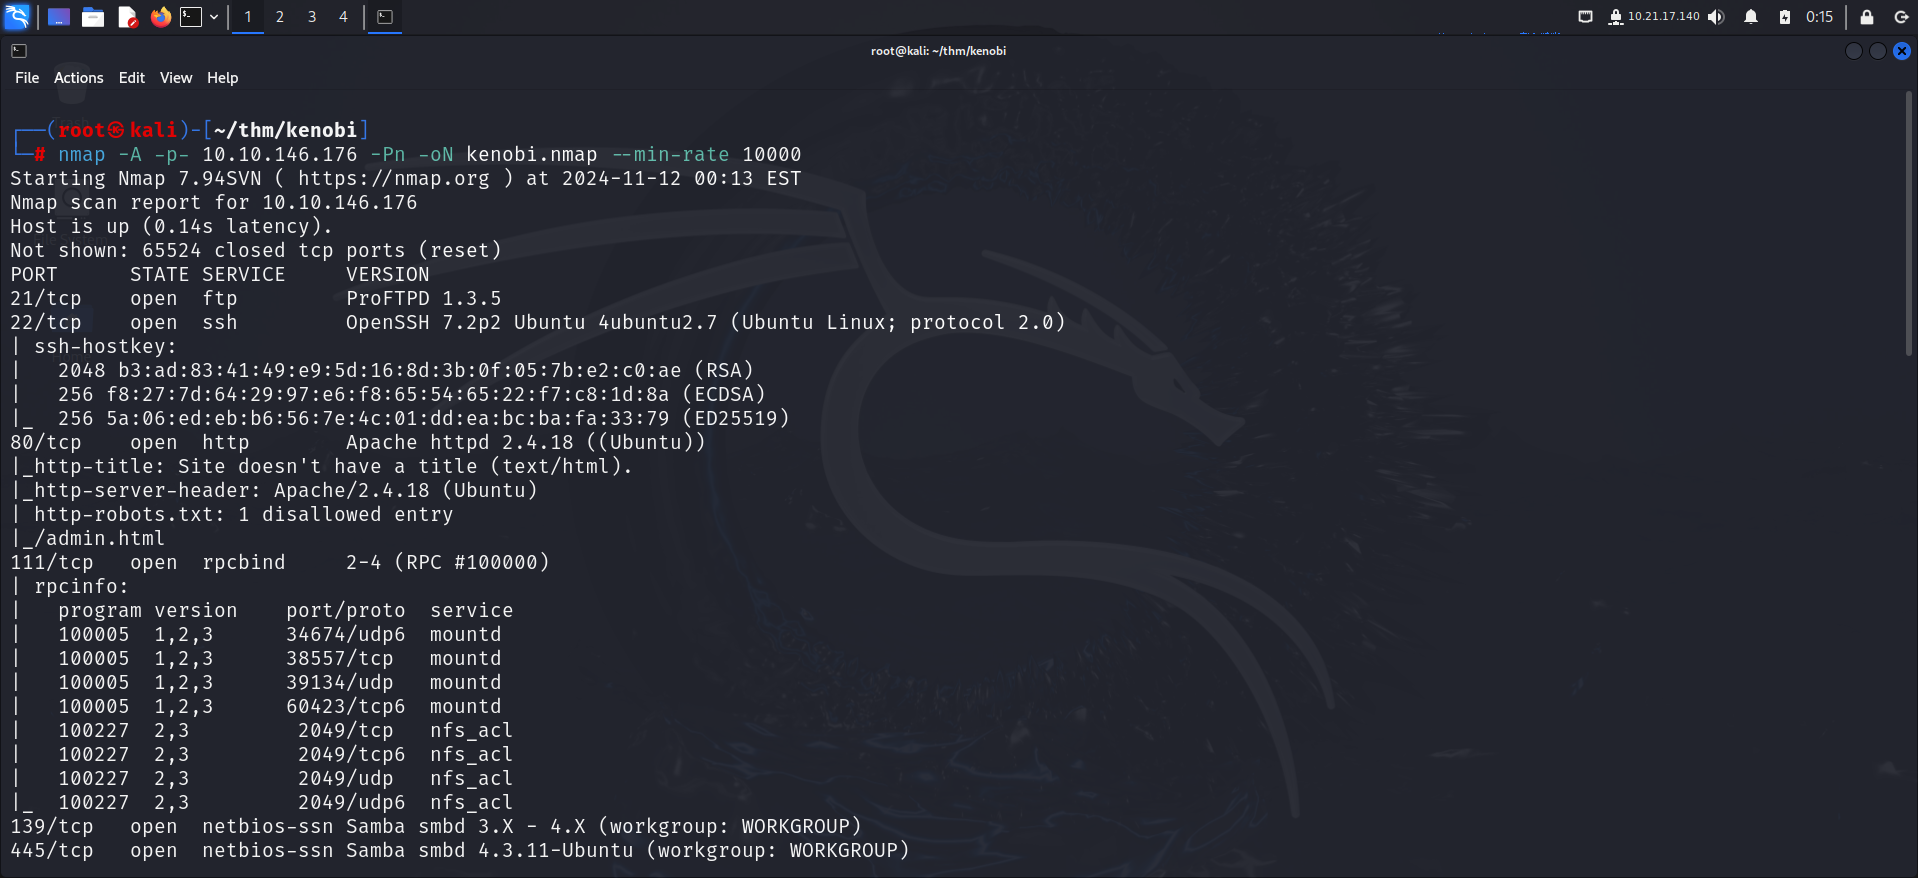 1 2 3 4 10.21.17.140 0:15
root@kali: ~/thm/kenobi
File Actions Edit View Help
┌──(root㉿kali)-[~/thm/kenobi]
└─# nmap -A -p- 10.10.146.176 -Pn -oN kenobi.nmap --min-rate 10000
Starting Nmap 7.94SVN ( https://nmap.org ) at 2024-11-12 00:13 EST
Nmap scan report for 10.10.146.176
Host is up (0.14s latency).
Not shown: 65524 closed tcp ports (reset)
PORT      STATE SERVICE     VERSION
21/tcp    open  ftp         ProFTPD 1.3.5
22/tcp    open  ssh         OpenSSH 7.2p2 Ubuntu 4ubuntu2.7 (Ubuntu Linux; protocol 2.0)
| ssh-hostkey:
|   2048 b3:ad:83:41:49:e9:5d:16:8d:3b:0f:05:7b:e2:c0:ae (RSA)
|   256 f8:27:7d:64:29:97:e6:f8:65:54:65:22:f7:c8:1d:8a (ECDSA)
|_  256 5a:06:ed:eb:b6:56:7e:4c:01:dd:ea:bc:ba:fa:33:79 (ED25519)
80/tcp    open  http        Apache httpd 2.4.18 ((Ubuntu))
|_http-title: Site doesn't have a title (text/html).
|_http-server-header: Apache/2.4.18 (Ubuntu)
| http-robots.txt: 1 disallowed entry
|_/admin.html
111/tcp   open  rpcbind     2-4 (RPC #100000)
| rpcinfo:
|   program version    port/proto  service
|   100005  1,2,3      34674/udp6  mountd
|   100005  1,2,3      38557/tcp   mountd
|   100005  1,2,3      39134/udp   mountd
|   100005  1,2,3      60423/tcp6  mountd
|   100227  2,3         2049/tcp   nfs_acl
|   100227  2,3         2049/tcp6  nfs_acl
|   100227  2,3         2049/udp   nfs_acl
|_  100227  2,3         2049/udp6  nfs_acl
139/tcp   open  netbios-ssn Samba smbd 3.X - 4.X (workgroup: WORKGROUP)
445/tcp   open  netbios-ssn Samba smbd 4.3.11-Ubuntu (workgroup: WORKGROUP)